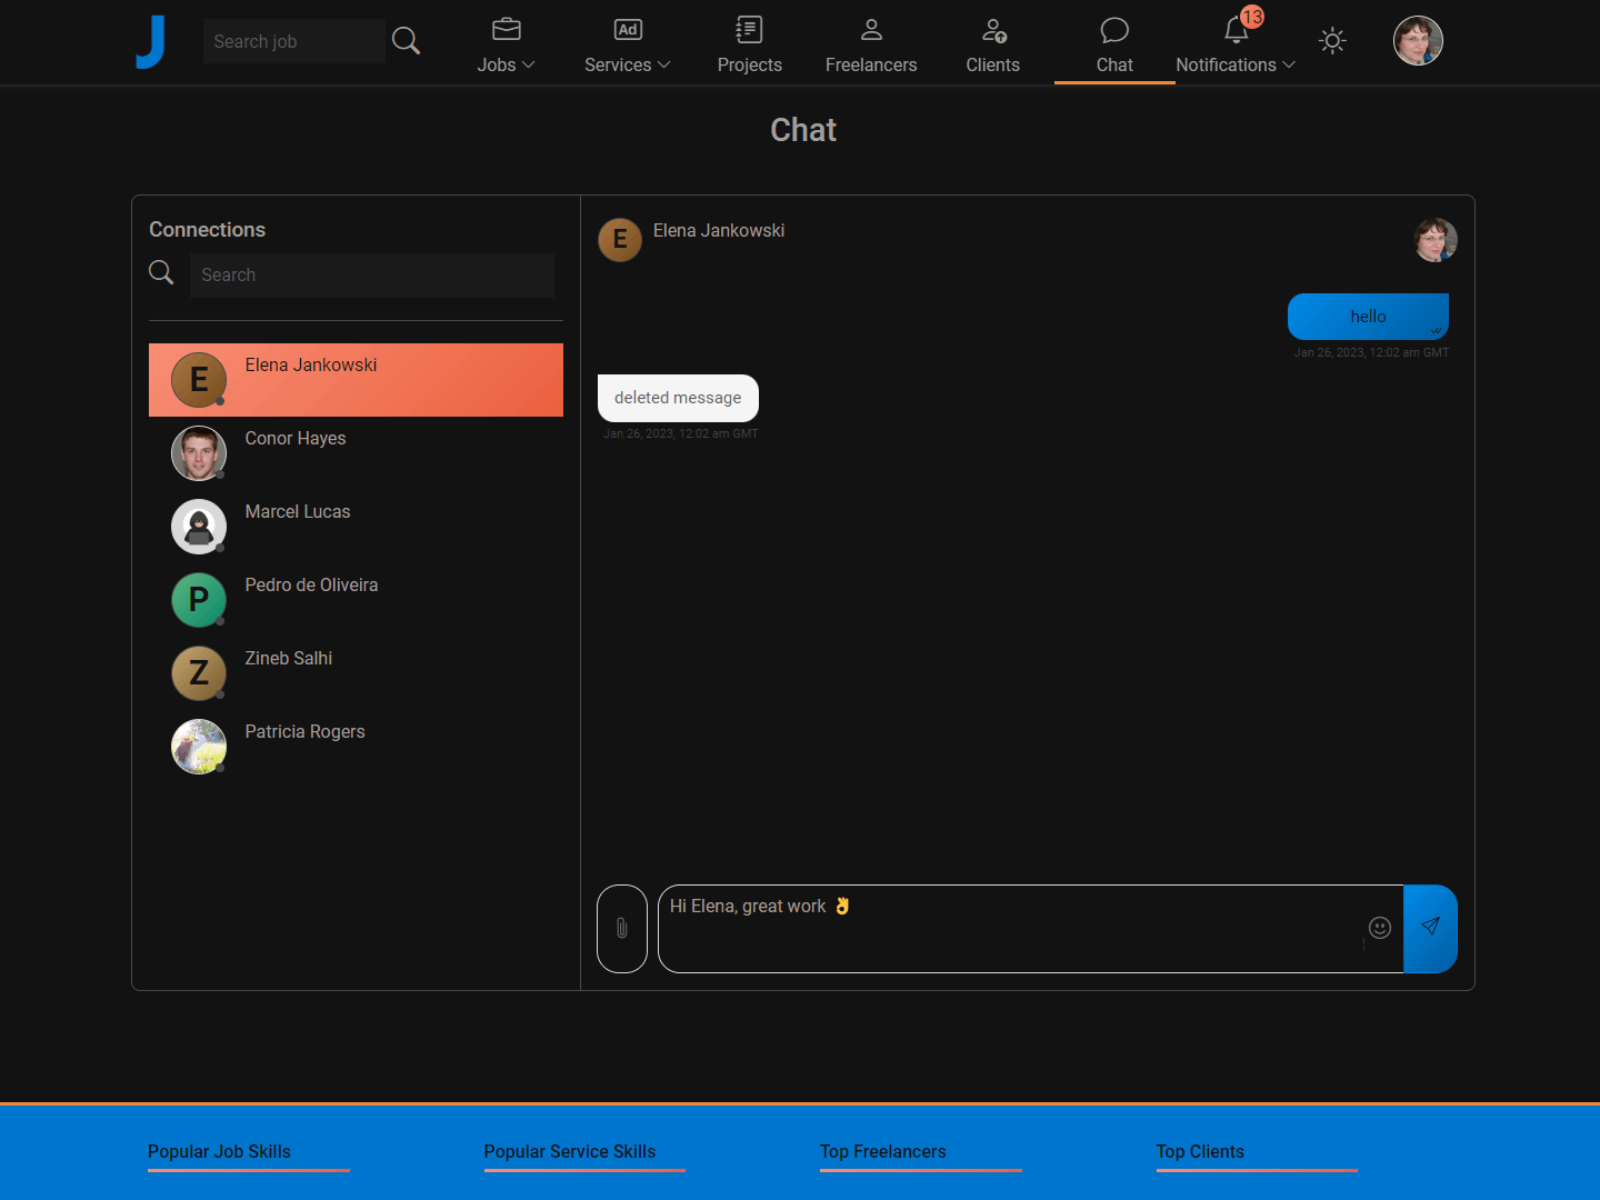 J
Search job
Jobs
Ad
Services
Projects
Freelancers
Clients
Chat
13
Notifications
Chat
Connections
Search
E
Elena Jankowski
Conor Hayes
Marcel Lucas
P
Pedro de Oliveira
Z
Zineb Salhi
Patricia Rogers
E
Elena Jankowski
hello
Jan 26, 2023, 12:02 am GMT
deleted message
Jan 26, 2023, 12:02 am GMT
Hi Elena, great work 👌
Popular Job Skills
Popular Service Skills
Top Freelancers
Top Clients